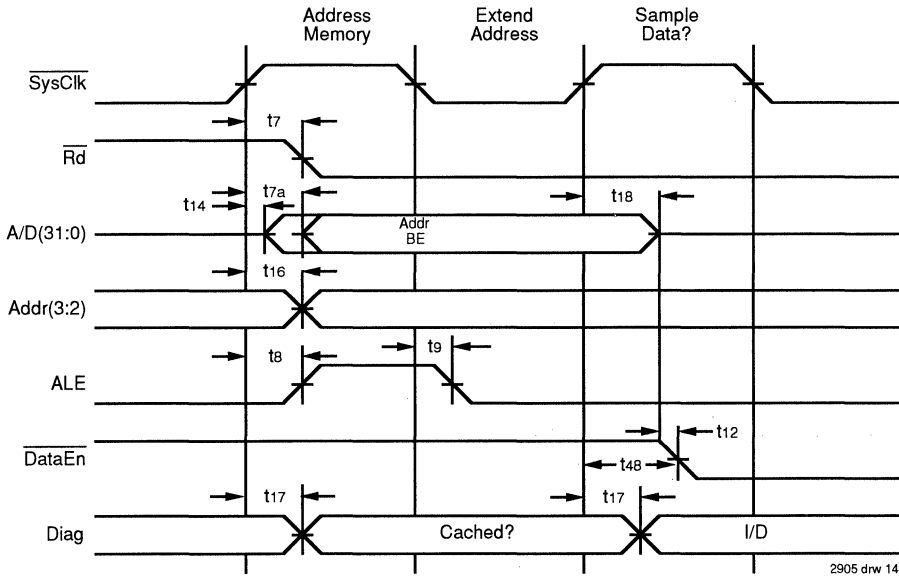 Address
Memory
Extend
Address
Sample
Data?
SysClk
t7
Rd
t7a
t14
t18
A/D(31:0)
Addr
BE
t16
Addr(3:2)
t8
t9
ALE
t12
DataEn
t48
t17
t17
Diag
Cached?
I/D
2905 drw 14